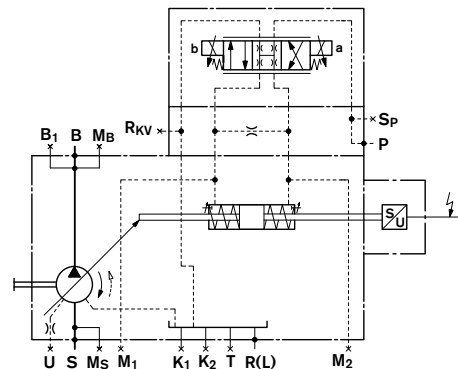 b a
SP
RKV
P
B1 B MB
S U
U S MS M1 K1 K2 T R(L) M2